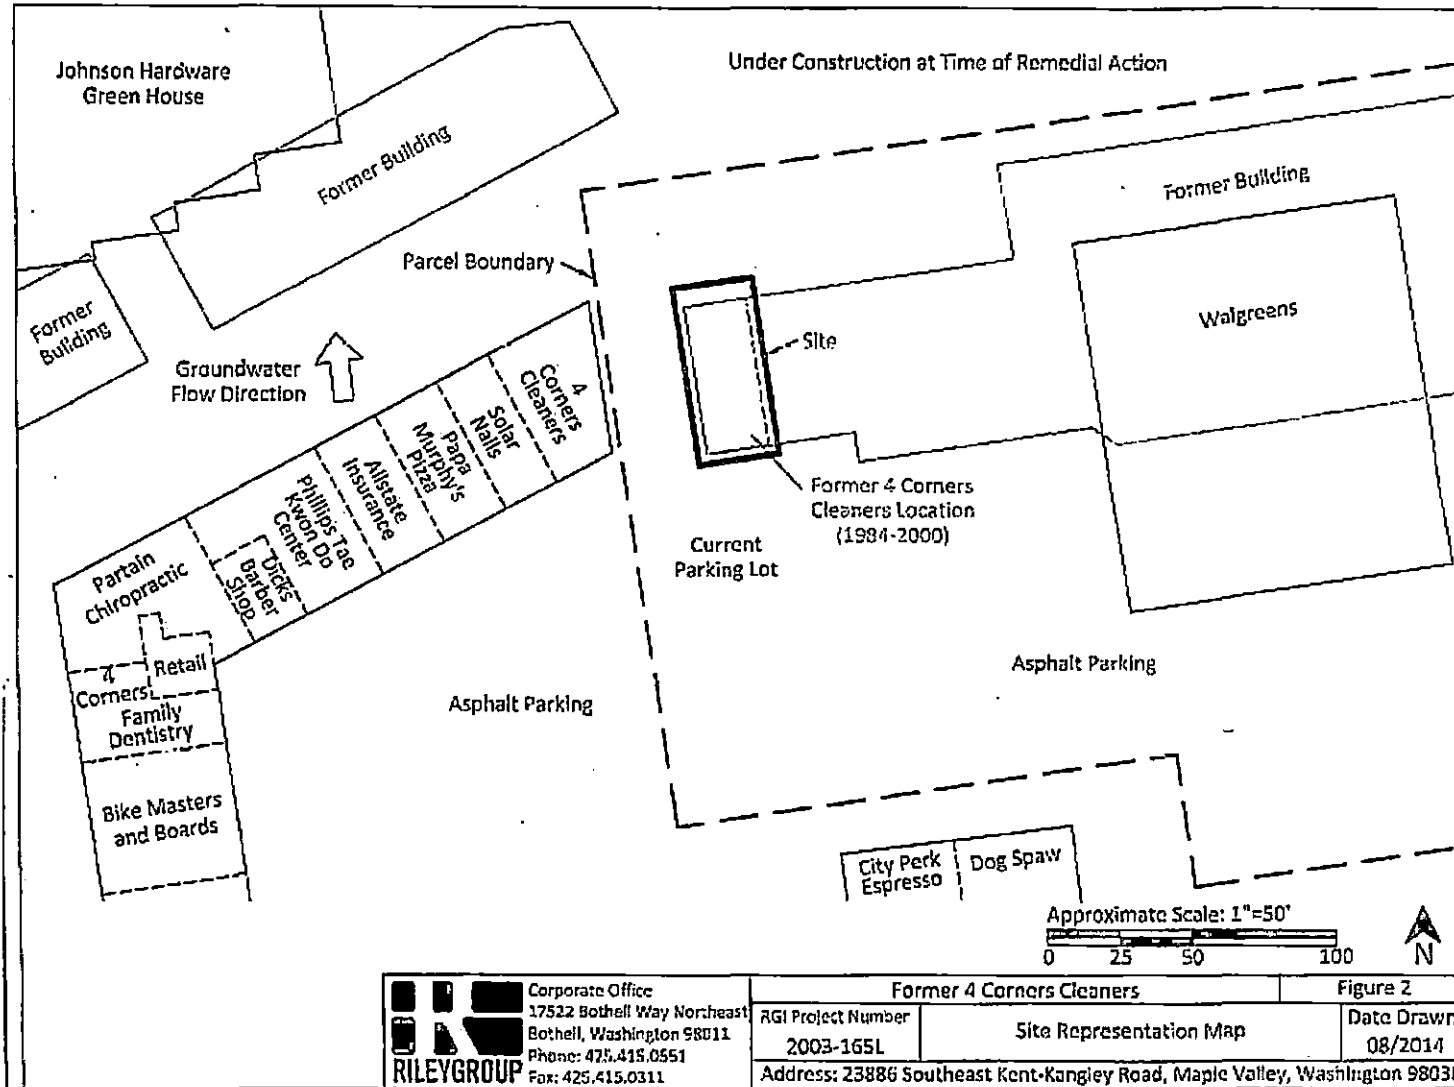 Johnson Hardware
Green House
Under Construction at Time of Remedial Action
Former Building
Former Building
Parcel Boundary
Former
Building
Walgreens
Site
Groundwater
Flow Direction
4
Corners
Cleaners
Solar
Nails
Papa
Murphy's
Pizza
Allstate
Insurance
Phillips Tae
Kwon Do
Center
Dicks
Barber
Shop
Former 4 Corners
Cleaners Location
(1984-2000)
Current
Parking Lot
Partain
Chiropractic
Asphalt Parking
Retail
4
Corners
Family
Dentistry
Asphalt Parking
Bike Masters
and Boards
City Perk
Espresso
Dog Spaw
Approximate Scale: 1"=50'
0 25 50 100
N
RILEYGROUP
Corporate Office
17522 Bothell Way Northeast
Bothell, Washington 98011
Phone: 425.415.0551
Fax: 425.415.0311
Former 4 Corners Cleaners
Figure 2
RGI Project Number
2003-165L
Site Representation Map
Date Drawn
08/2014
Address: 23886 Southeast Kent-Kangley Road, Maple Valley, Washington 9803